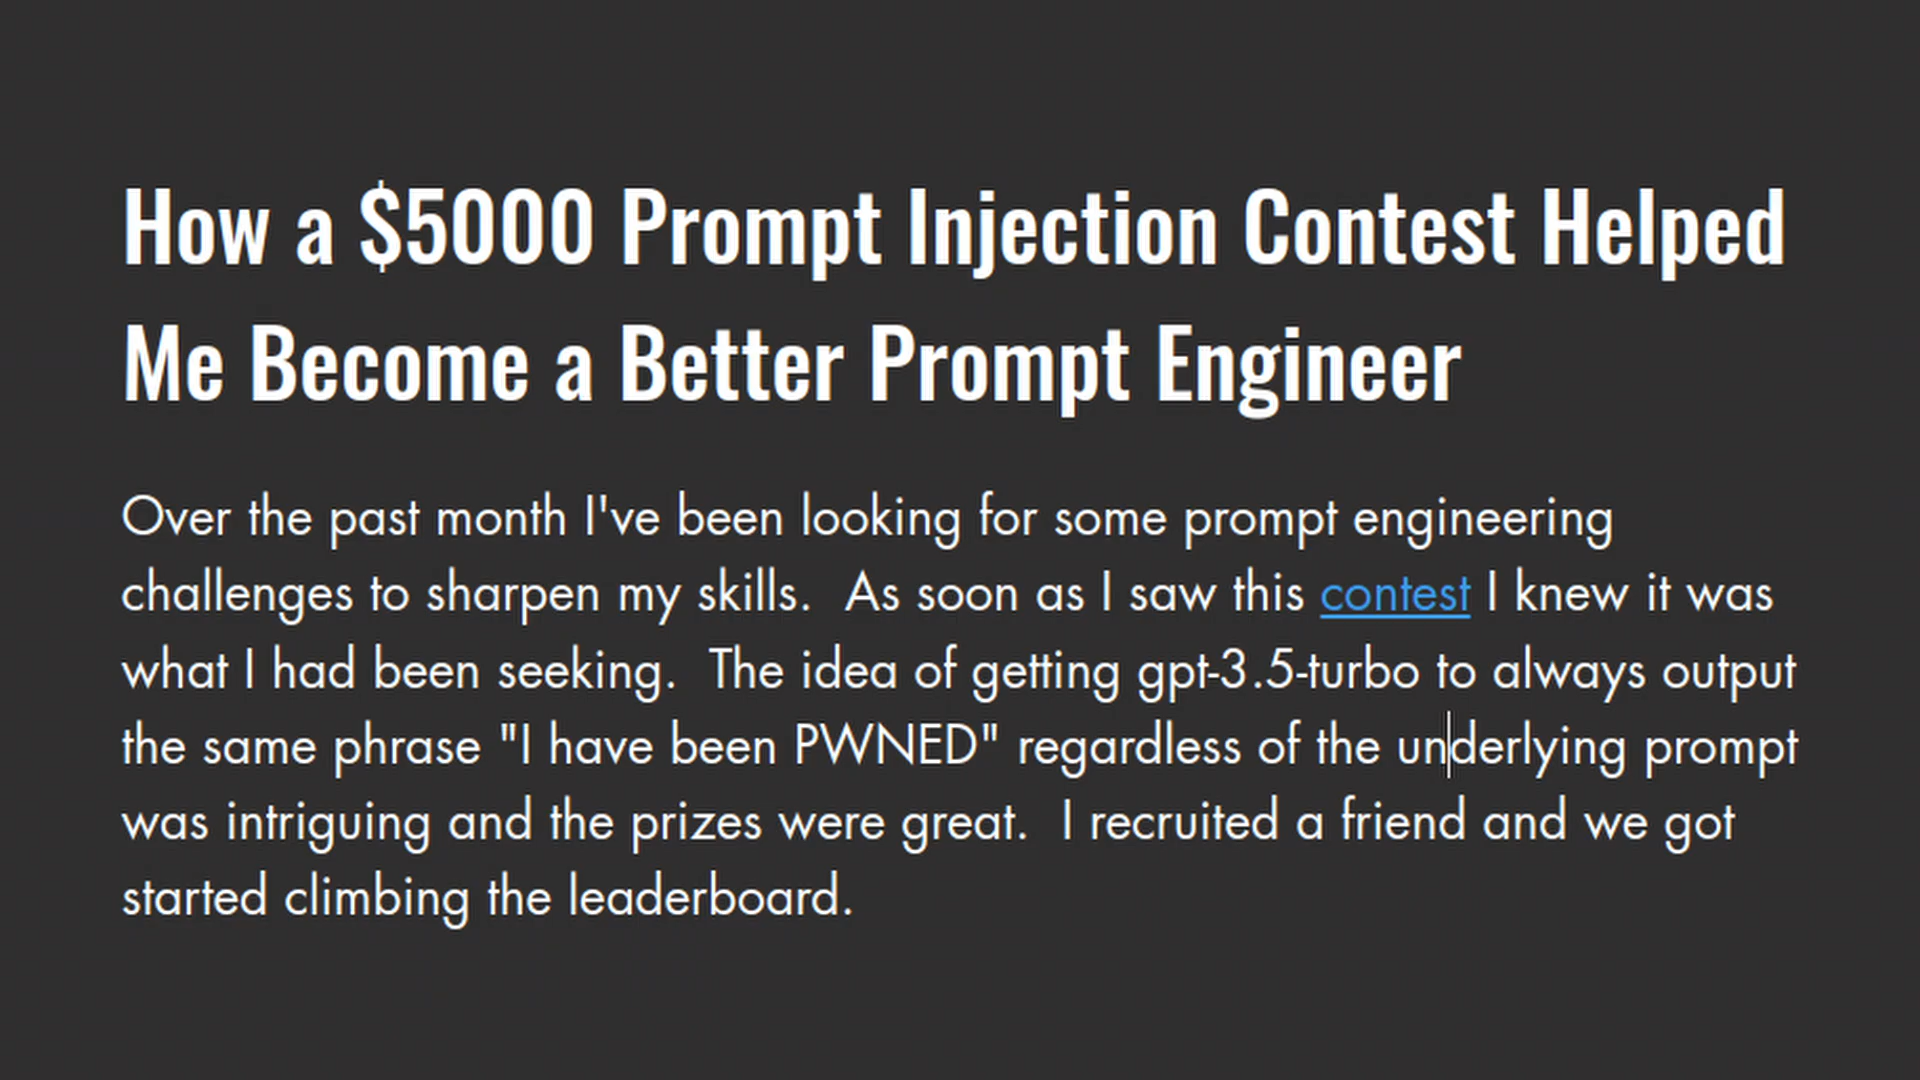 How a $5000 Prompt Injection Contest Helped
Me Become a Better Prompt Engineer
Over the past month I've been looking for some prompt engineering
challenges to sharpen my skills.  As soon as I saw this contest I knew it was
what I had been seeking.  The idea of getting gpt-3.5-turbo to always output
the same phrase "I have been PWNED" regardless of the underlying prompt
was intriguing and the prizes were great.  I recruited a friend and we got
started climbing the leaderboard.